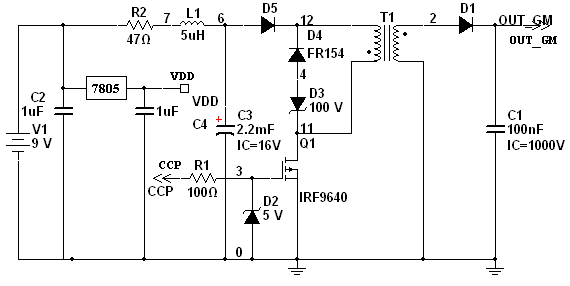 R2
47Ω
7
L1
5uH
6
D5
12
T1
2
D1
OUT_GM
OUT_GM
D4
FR154
4
D3
100 V
11
Q1
IRF9640
C2
1uF
7805
VDD
VDD
1uF
C4
+
C3
2.2mF
IC=16V
V1
9 V
CCP
CCP
R1
100Ω
3
D2
5 V
0
C1
100nF
IC=1000V